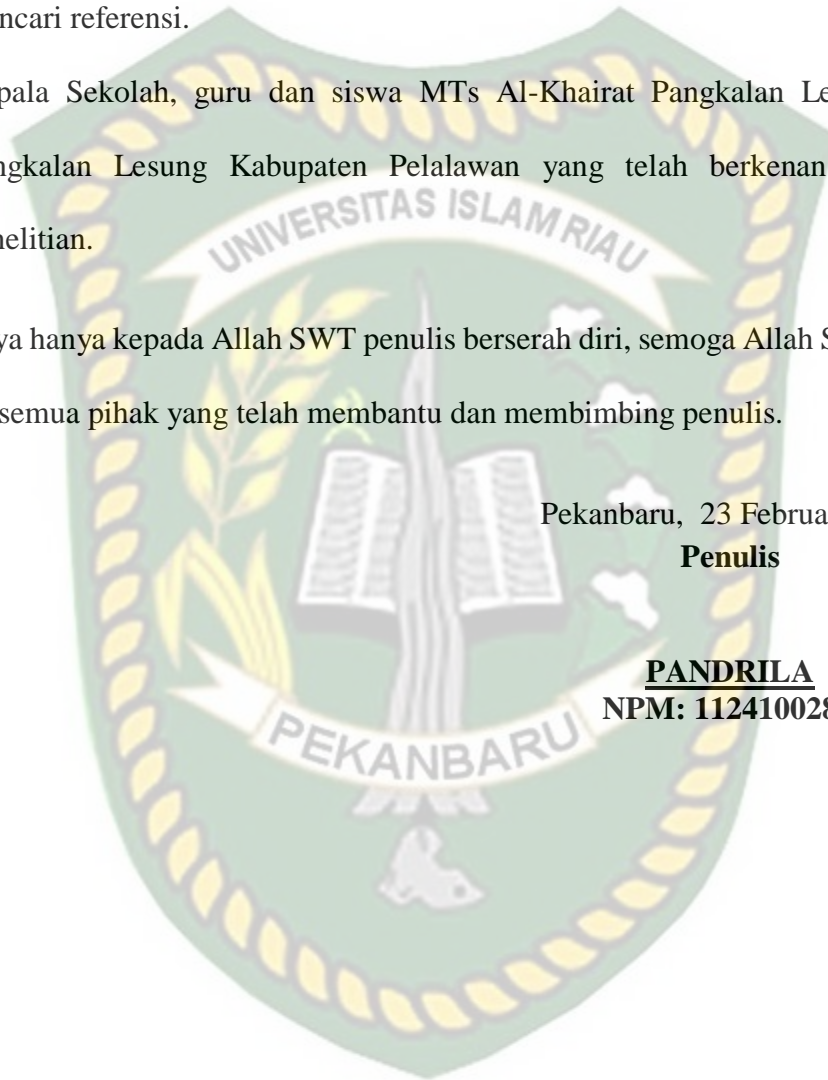 ncari referensi.
pala Sekolah, guru dan siswa MTs Al-Khairat Pangkalan Le
ngkalan Lesung Kabupaten Pelalawan yang telah berkenan
nelitian.
UNIVERSITAS ISLAM RIAU
ya hanya kepada Allah SWT penulis berserah diri, semoga Allah S
semua pihak yang telah membantu dan membimbing penulis.
Pekanbaru, 23 Februa
Penulis
PANDRILA
NPM: 112410028
PEKANBARU